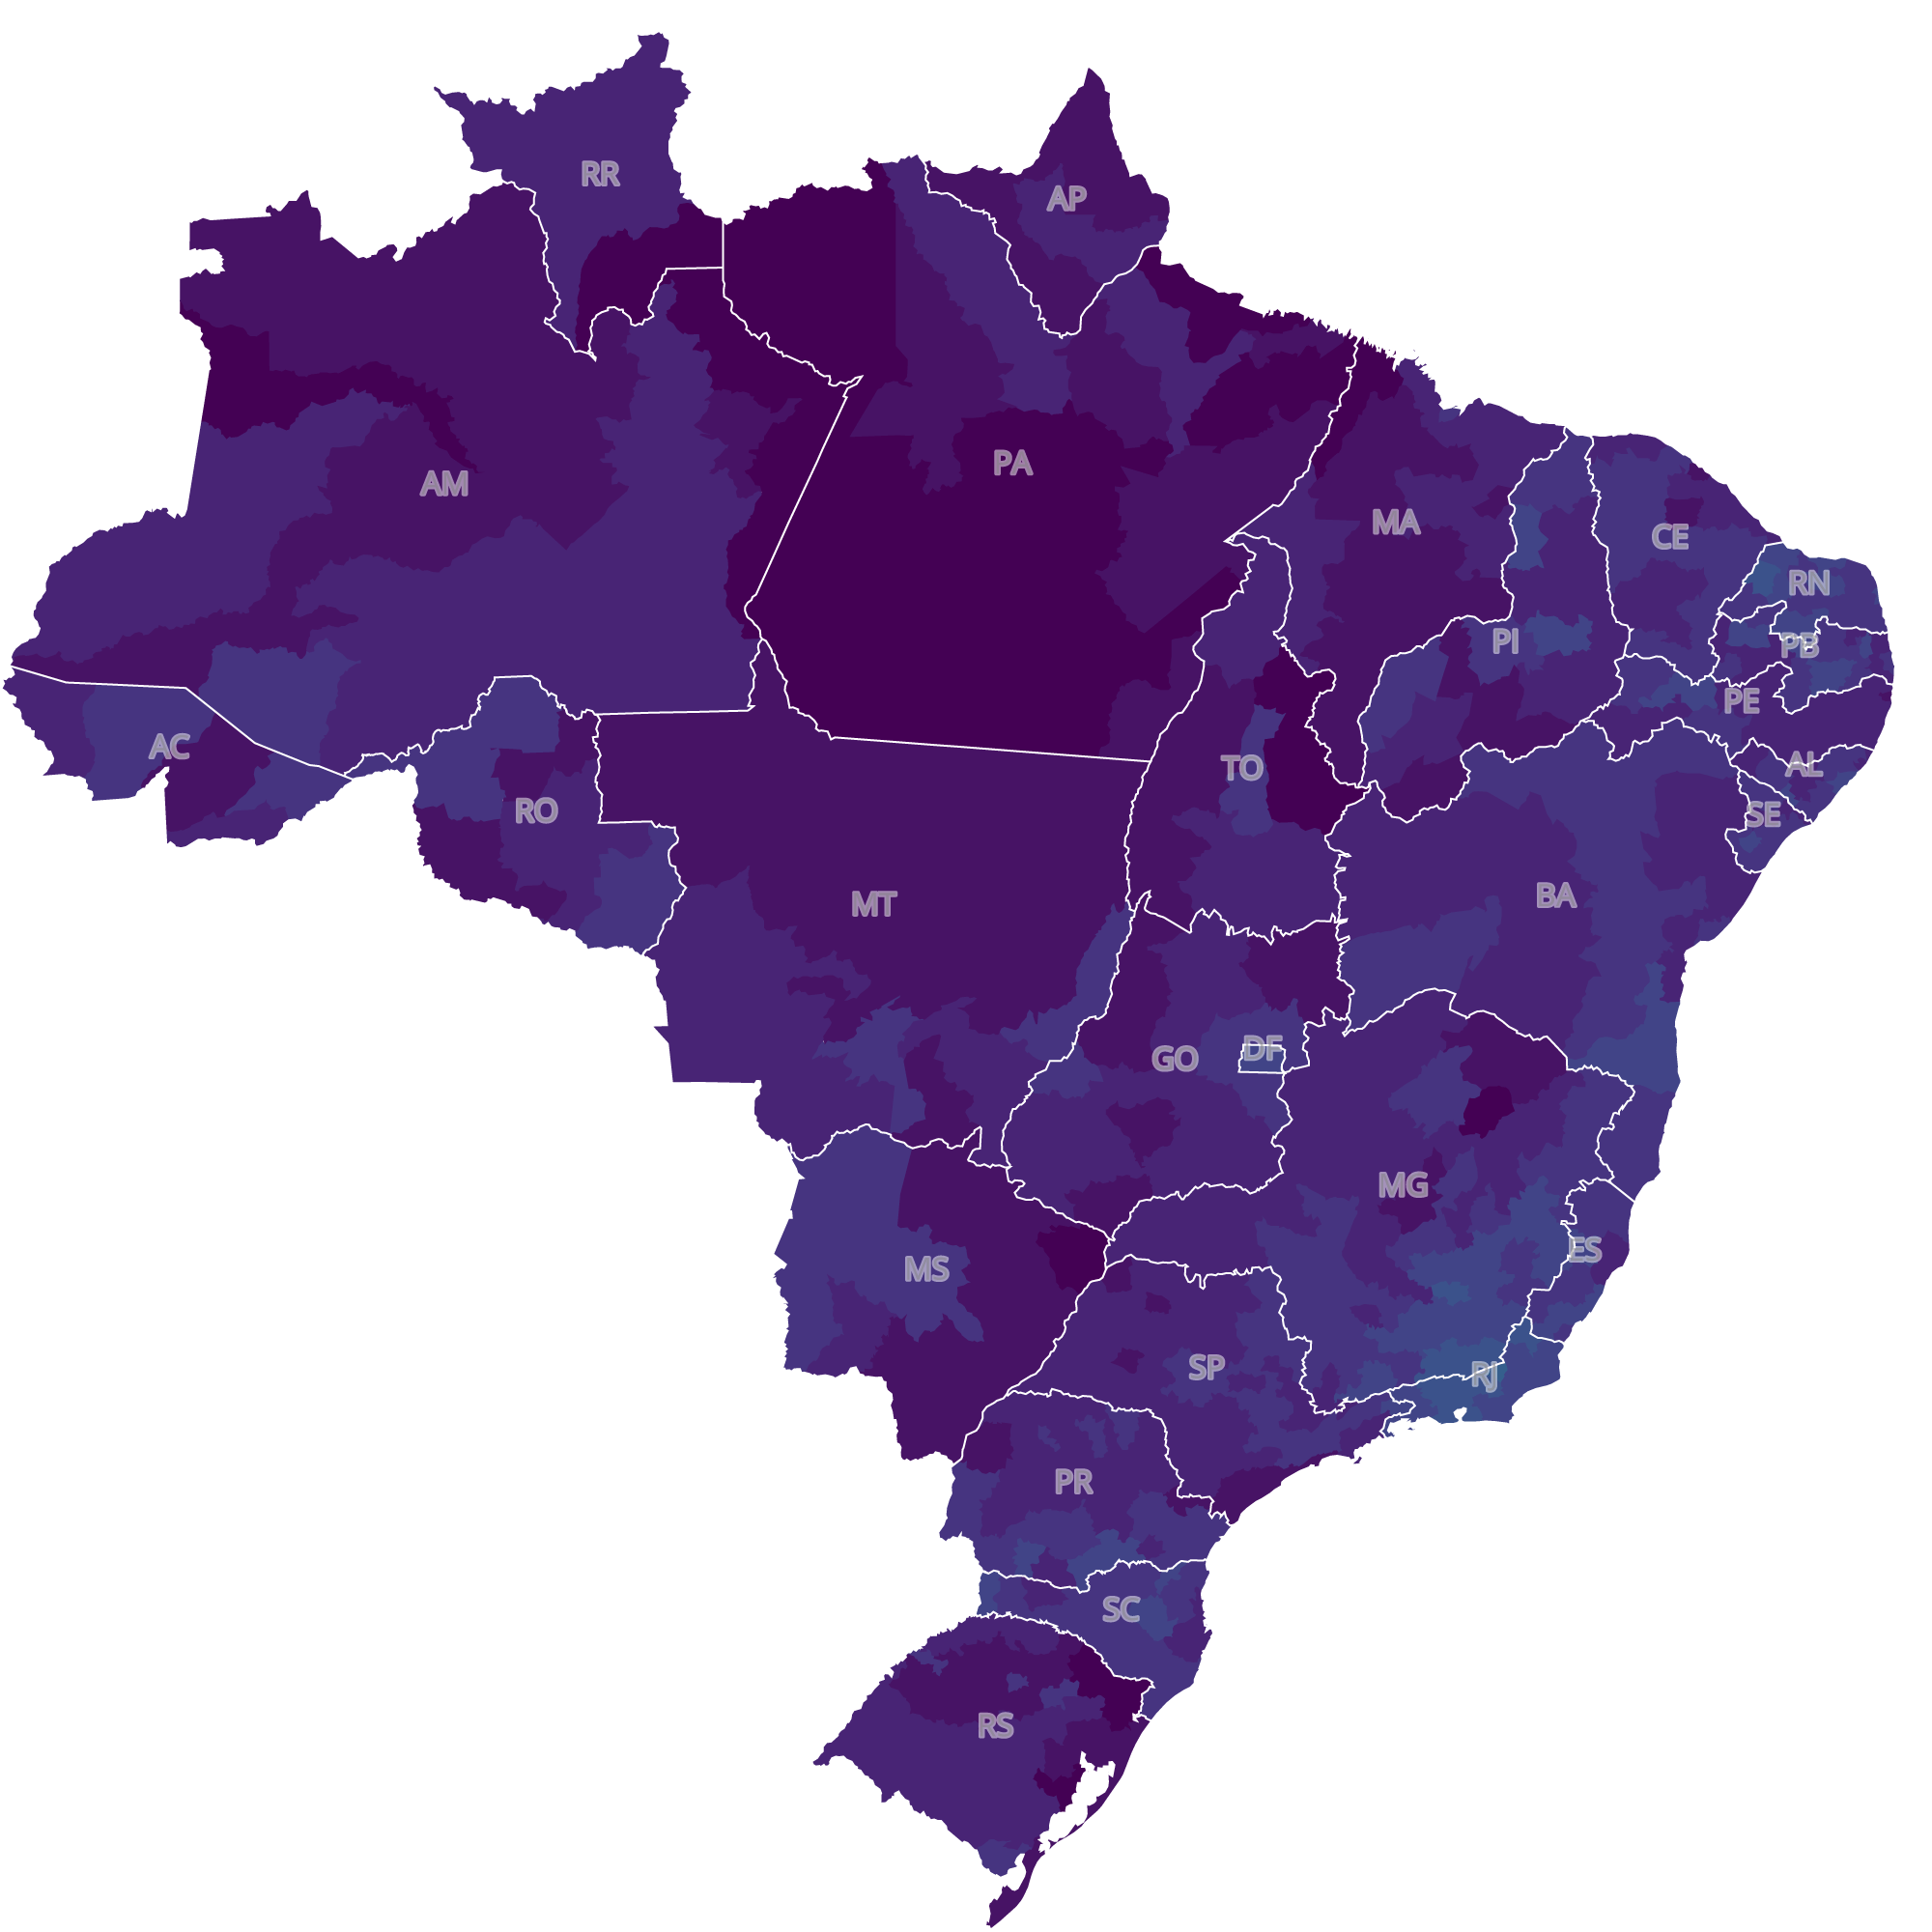 RR
AP
AM
PA
MA
CE
RN
PB
PI
PE
AC
TO
AL
RO
SE
MT
BA
DF
GO
MG
ES
MS
SP
RJ
PR
SC
RS